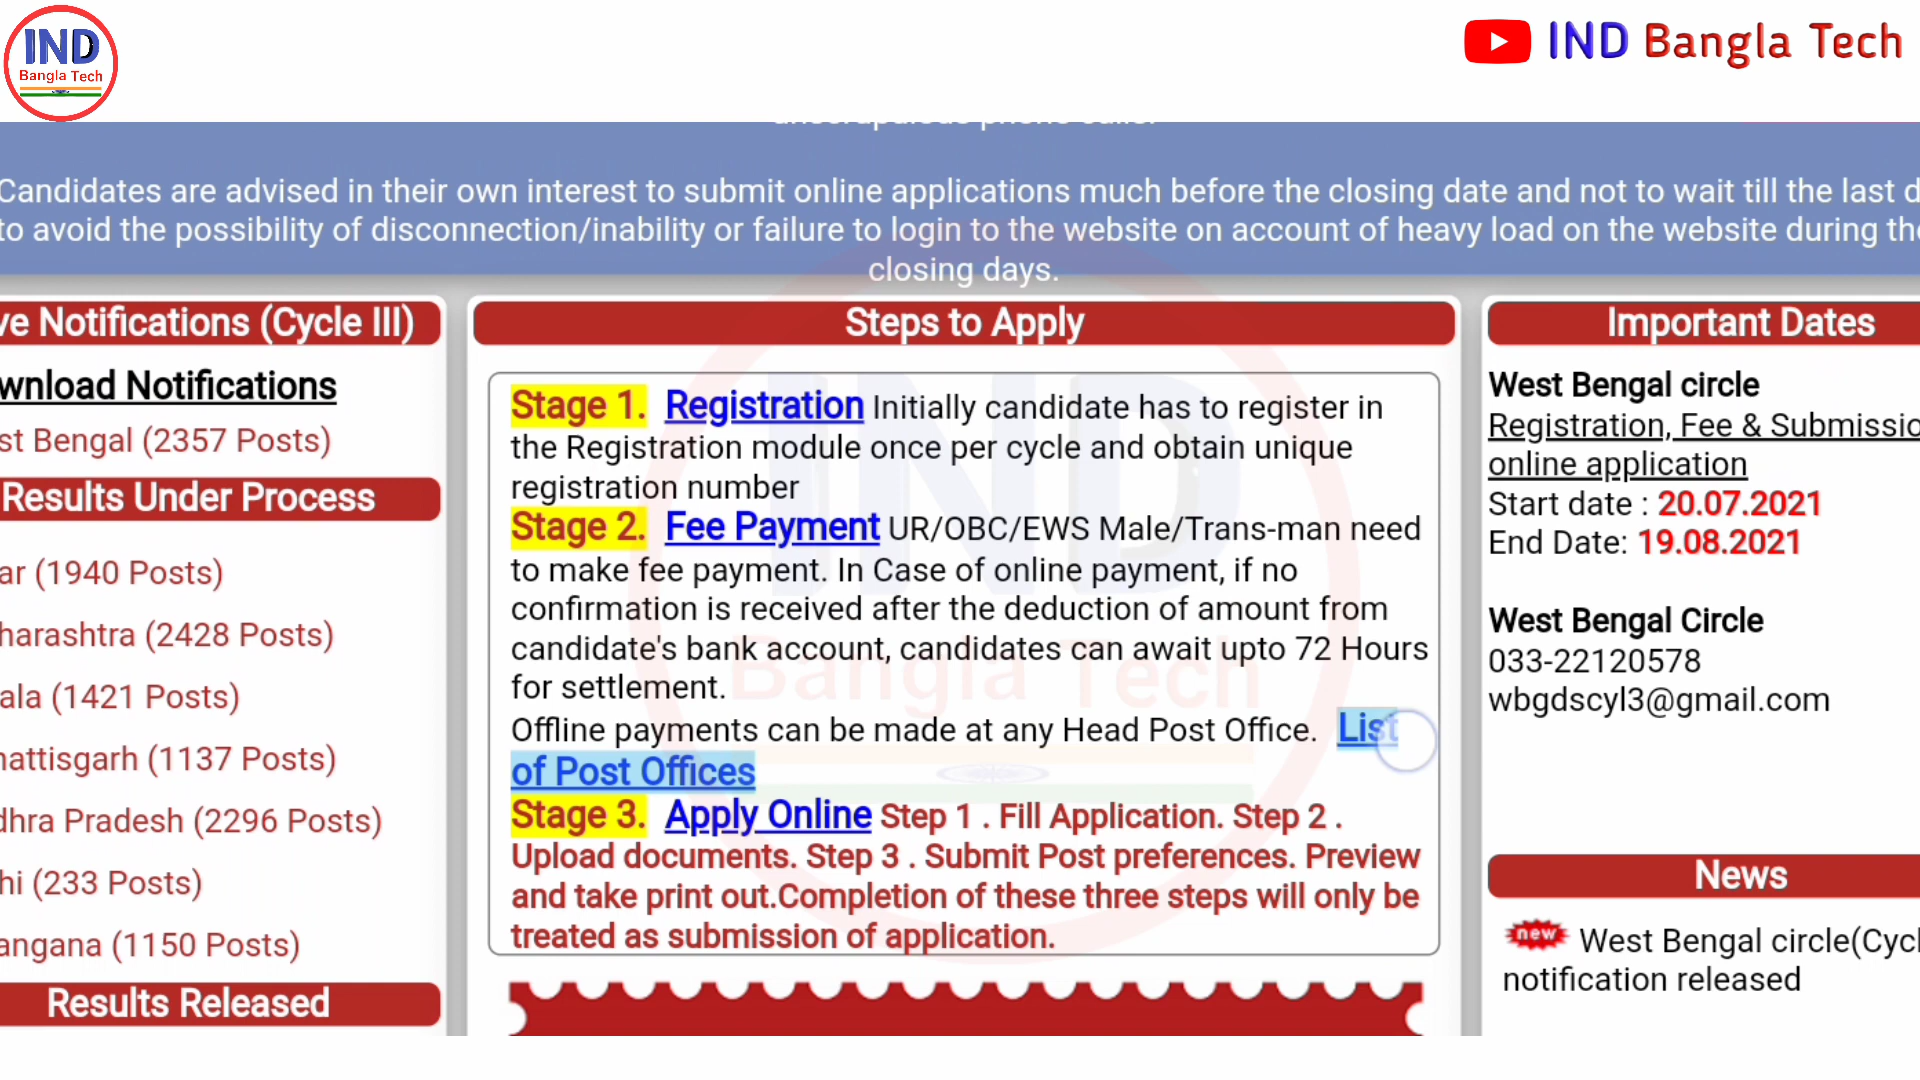 IND
Bangla Tech
IND Bangla Tech
Candidates are advised in their own interest to submit online applications much before the closing date and not to wait till the last d
to avoid the possibility of disconnection/inability or failure to login to the website on account of heavy load on the website during the
closing days.
ve Notifications (Cycle III)
wnload Notifications
st Bengal (2357 Posts)
Results Under Process
ar (1940 Posts)
harashtra (2428 Posts)
ala (1421 Posts)
hattisgarh (1137 Posts)
dhra Pradesh (2296 Posts)
hi (233 Posts)
angana (1150 Posts)
Results Released
Steps to Apply
Stage 1. Registration Initially candidate has to register in
the Registration module once per cycle and obtain unique
registration number
Stage 2. Fee Payment UR/OBC/EWS Male/Trans-man need
to make fee payment. In Case of online payment, if no
confirmation is received after the deduction of amount from
candidate's bank account, candidates can await upto 72 Hours
for settlement.
Offline payments can be made at any Head Post Office. List
of Post Offices
Stage 3. Apply Online Step 1 . Fill Application. Step 2 .
Upload documents. Step 3 . Submit Post preferences. Preview
and take print out.Completion of these three steps will only be
treated as submission of application.
IND
Bangla Tech
Important Dates
West Bengal circle
Registration, Fee & Submissio
online application
Start date : 20.07.2021
End Date: 19.08.2021
West Bengal Circle
033-22120578
wbgdscyl3@gmail.com
News
new West Bengal circle(Cycl
notification released